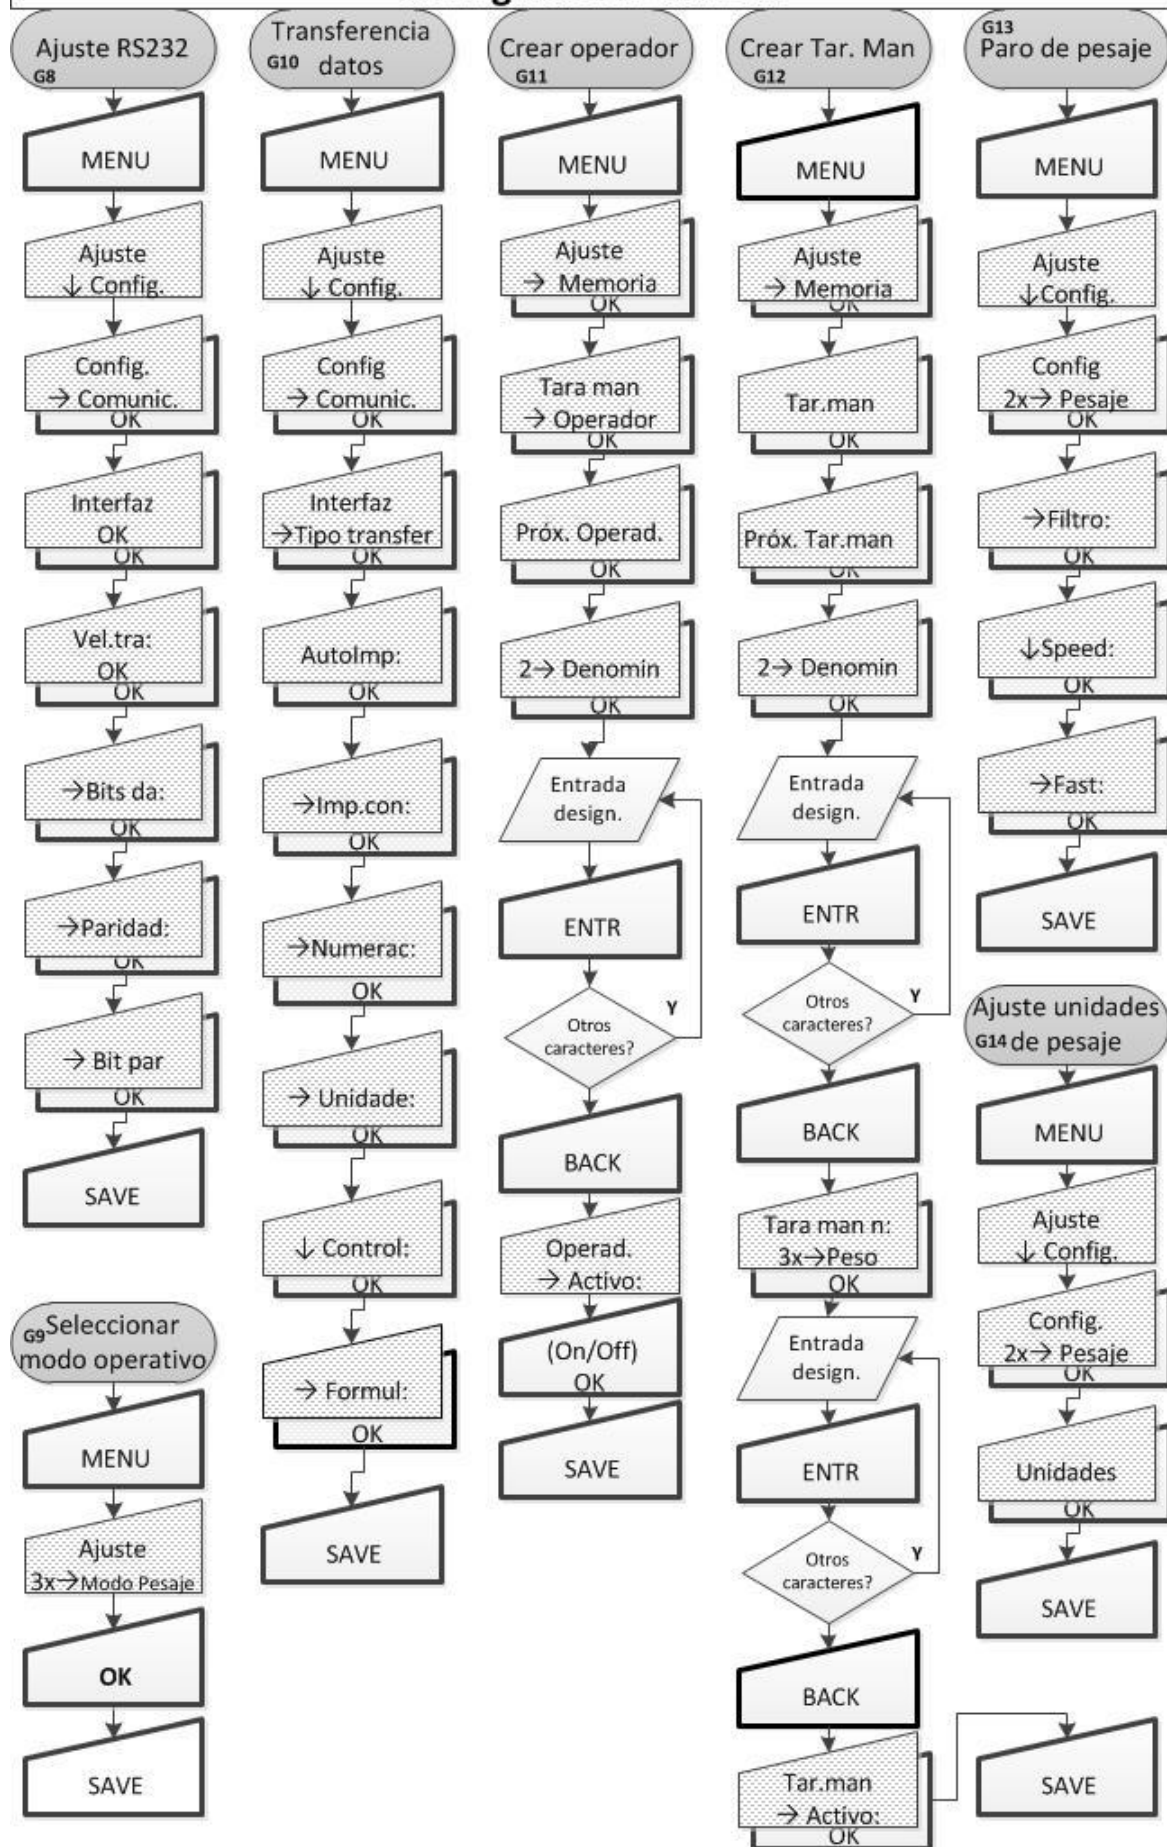 Ajuste RS232
G8
MENU
Ajuste
↓ Config.
Config.
→ Comunic.
OK
Interfaz
OK
OK
Vel.tra:
OK
OK
→Bits da:
OK
→Paridad:
OK
→ Bit par
OK
SAVE
G9 Seleccionar
modo operativo
MENU
Ajuste
3x→Modo Pesaje
OK
SAVE
Transferencia
G10 datos
MENU
Ajuste
↓ Config.
Config
→ Comunic.
OK
Interfaz
→Tipo transfer
OK
AutoImp:
OK
→Imp.con:
OK
→Numerac:
OK
→ Unidade:
OK
↓ Control:
OK
→ Formul:
OK
SAVE
Crear operador
G11
MENU
Ajuste
→ Memoria
OK
Tara man
→ Operador
OK
Próx. Operad.
OK
2→ Denomin
OK
Entrada
design.
ENTR
Otros
caracteres?
Y
BACK
Operad.
→ Activo:
(On/Off)
OK
SAVE
Crear Tar. Man
G12
MENU
Ajuste
→ Memoria
OK
Tar.man
OK
Próx. Tar.man
OK
2→ Denomin
OK
Entrada
design.
ENTR
Otros
caracteres?
Y
BACK
Tara man n:
3x→Peso
OK
Entrada
design.
ENTR
Otros
caracteres?
Y
BACK
Tar.man
→ Activo:
OK
SAVE
G13
Paro de pesaje
MENU
Ajuste
↓Config.
Config
2x→ Pesaje
OK
→Filtro:
OK
↓Speed:
OK
→Fast:
OK
SAVE
Ajuste unidades
G14 de pesaje
MENU
Ajuste
↓ Config.
Config.
2x→ Pesaje
OK
Unidades
OK
SAVE